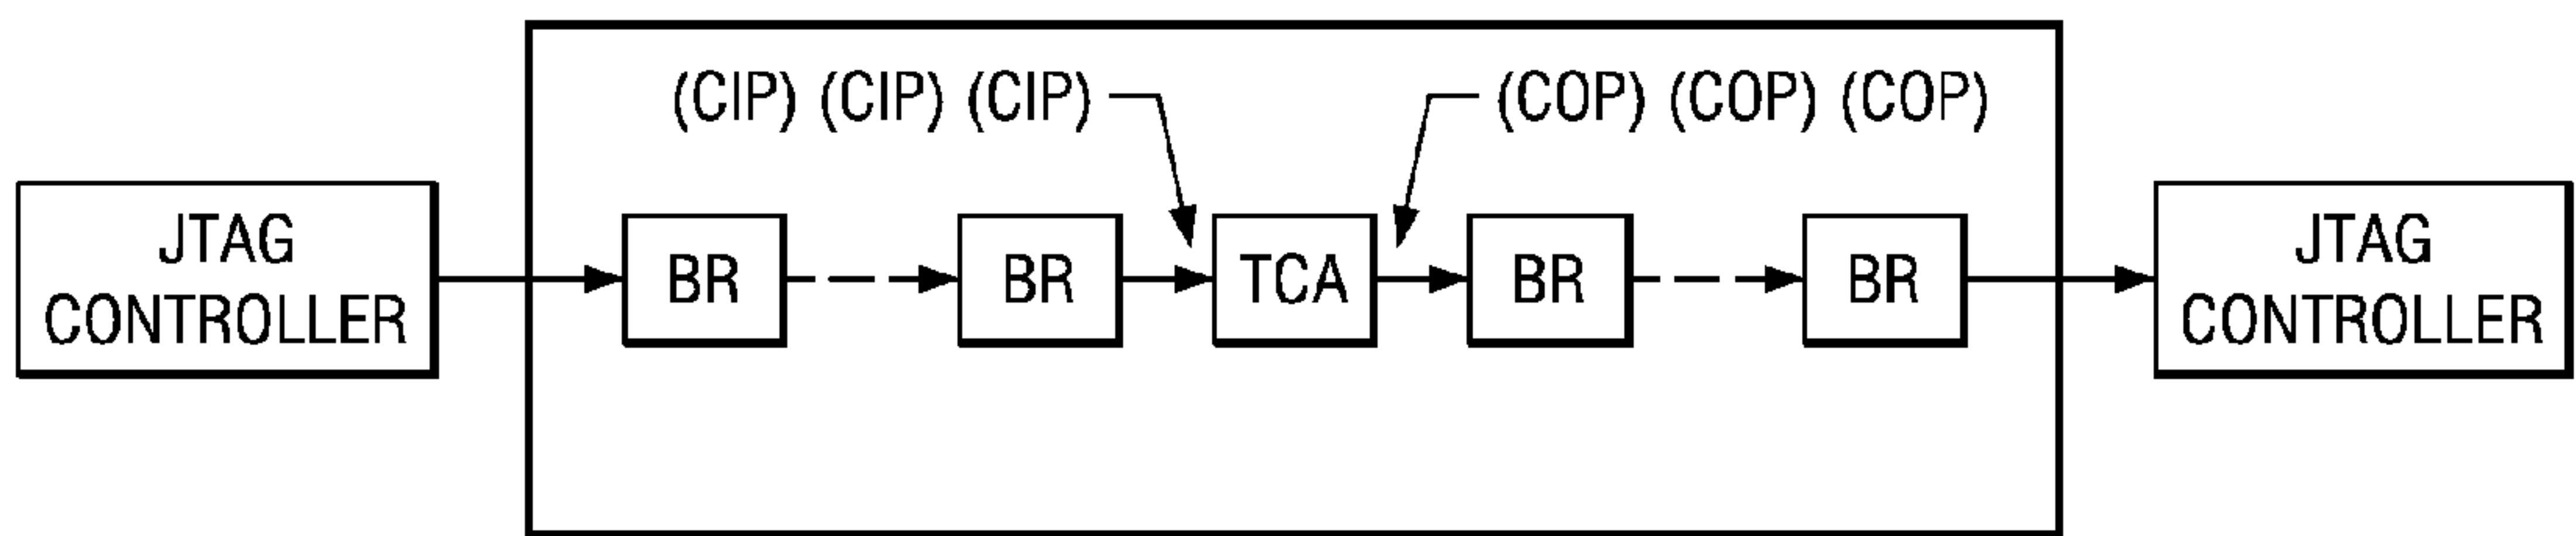 (CIP) (CIP) (CIP)
(COP) (COP) (COP)
JTAG
CONTROLLER
BR
BR
TCA
BR
BR
JTAG
CONTROLLER